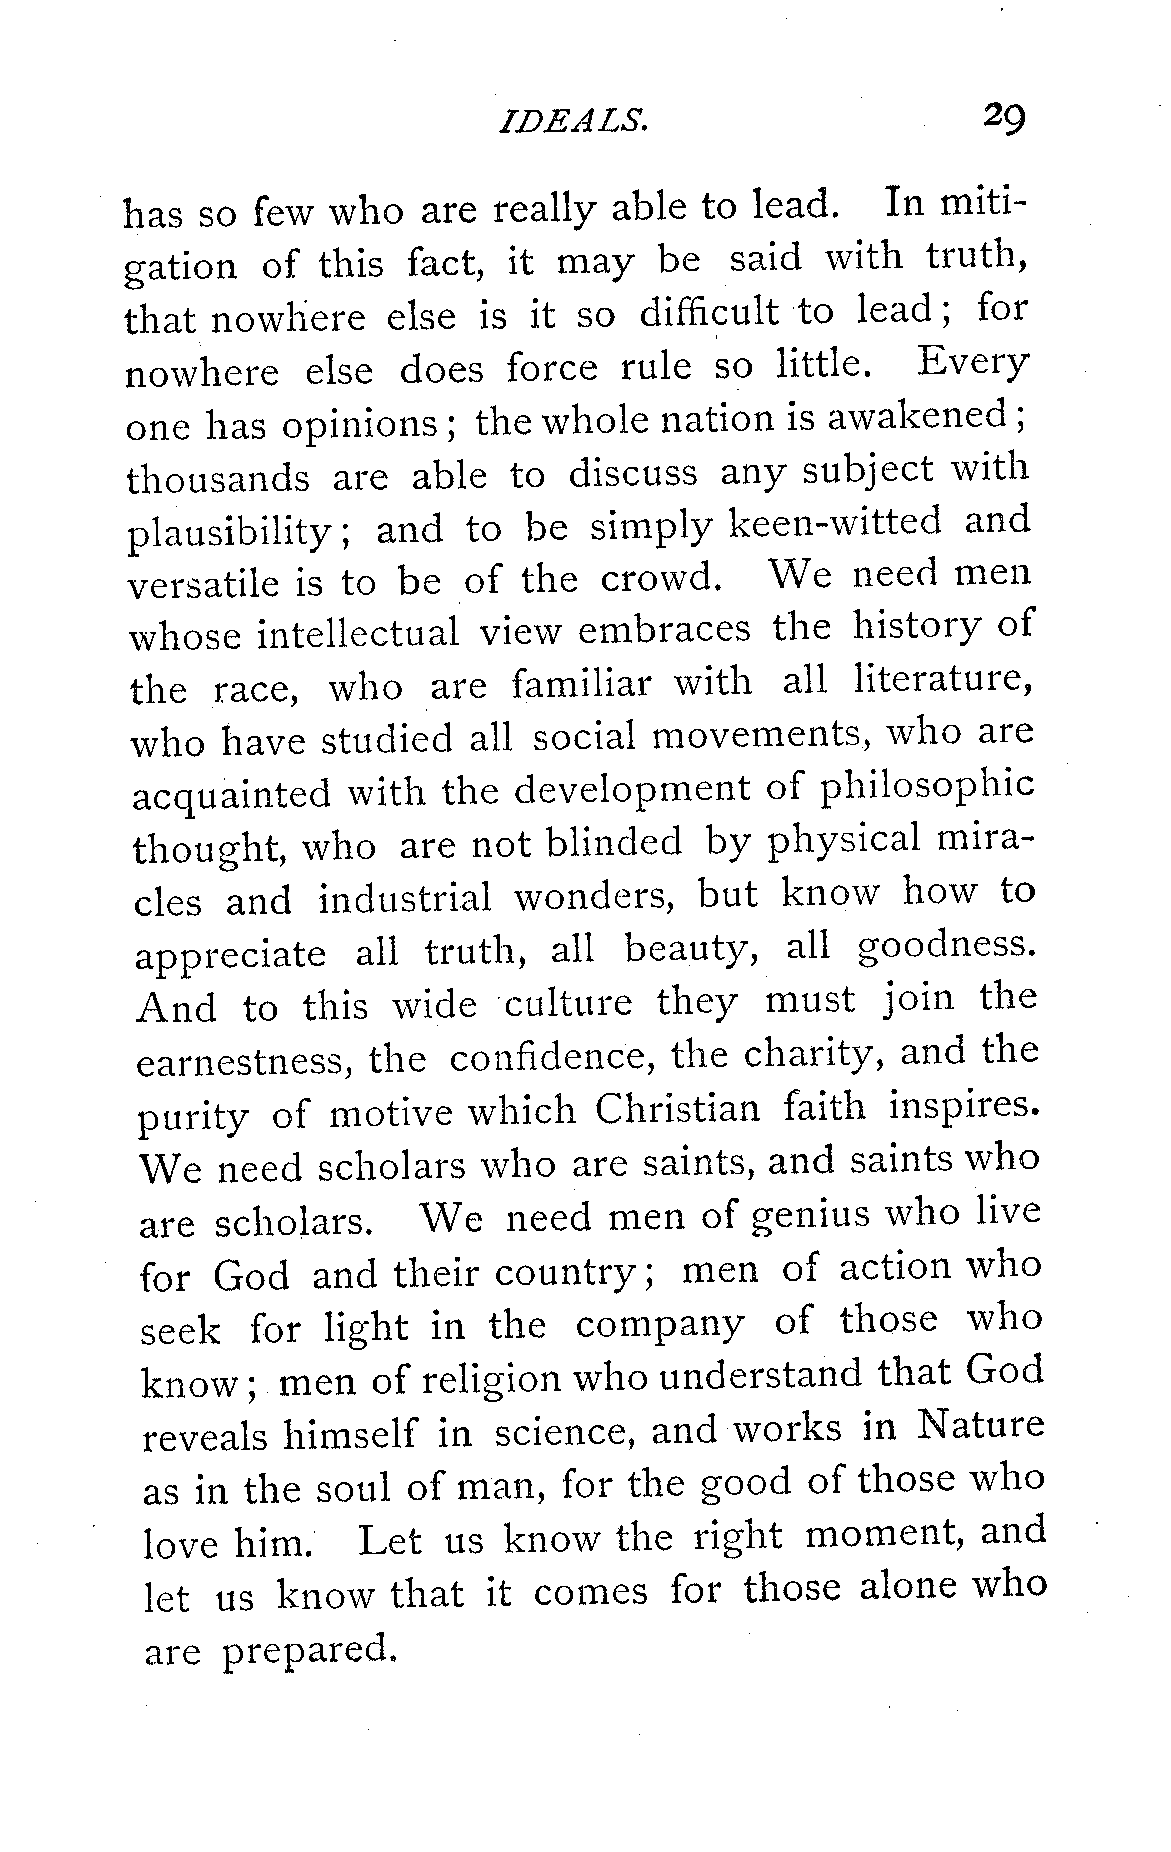 IDEALS. 29
has so few who are really able to lead. In miti-
gation of this fact, it may be said with truth,
that nowhere else is it so difficult to lead; for
nowhere else does force rule so little. Every
one has opinions; the whole nation is awakened;
thousands are able to discuss any subject with
plausibility; and to be simply keen-witted and
versatile is to be of the crowd. We need men
whose intellectual view embraces the history of
the race, who are familiar with all literature,
who have studied all social movements, who are
acquainted with the development of philosophic
thought, who are not blinded by physical mira-
cles and industrial wonders, but know how to
appreciate all truth, all beauty, all goodness.
And to this wide culture they must join the
earnestness, the confidence, the charity, and the
purity of motive which Christian faith inspires.
We need scholars who are saints, and saints who
are scholars. We need men of genius who live
for God and their country; men of action who
seek for light in the company of those who
know; men of religion who understand that God
reveals himself in science, and works in Nature
as in the soul of man, for the good of those who
love him. Let us know the right moment, and
let us know that it comes for those alone who
are prepared.